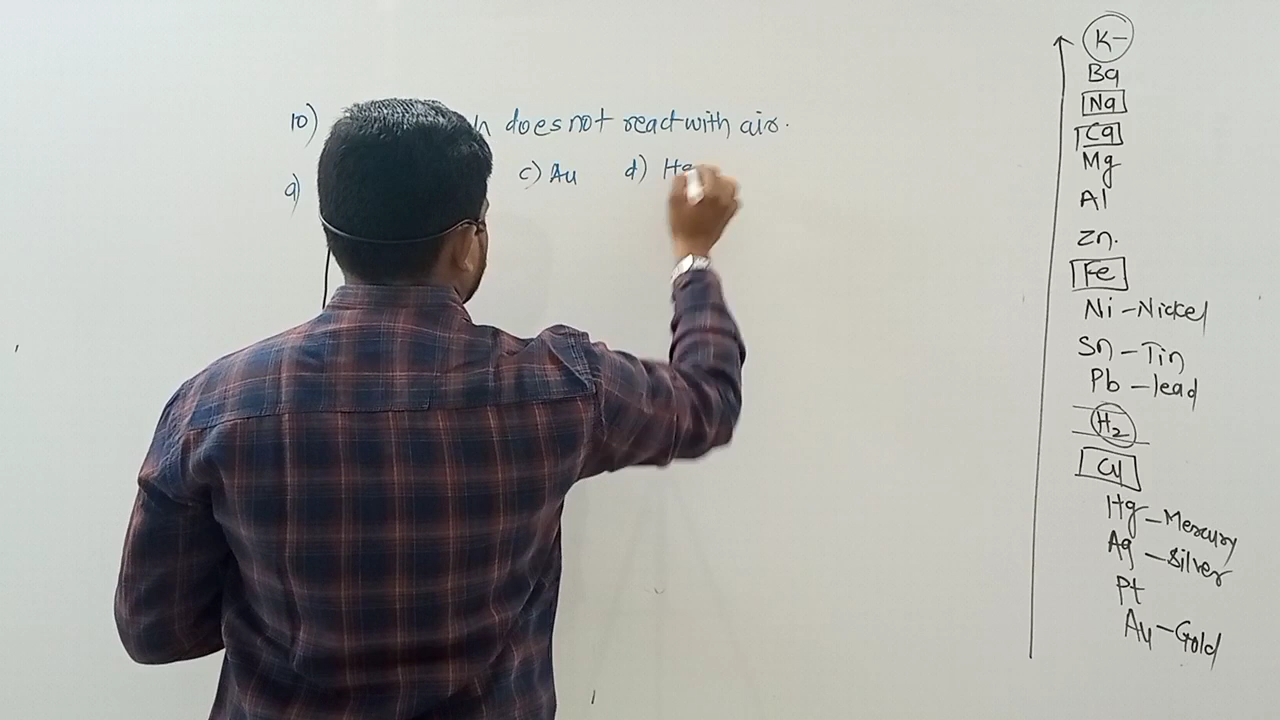 10) does not react with air.
a) c) Au d)
K-
Ba
Na
Ca
Mg
Al
Zn.
Fe
Ni - Nickel
Sn - Tin
Pb - lead
H2
Cu
Hg - Mercury
Ag - Silver
Pt
Au - Gold